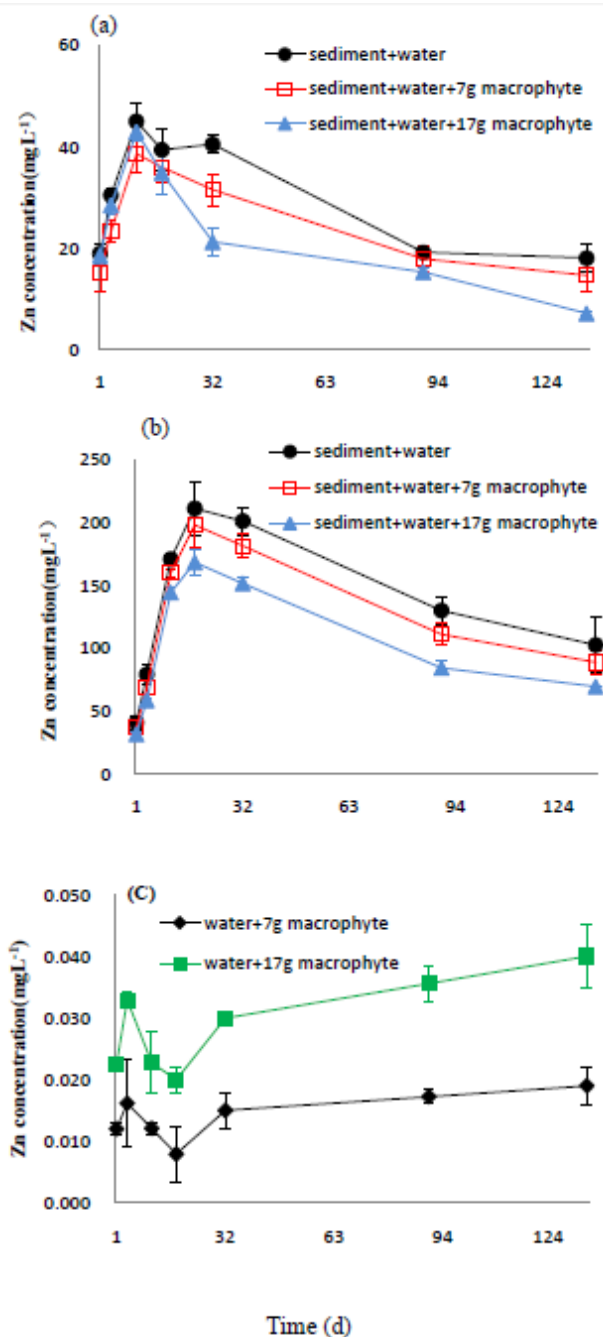 (a)
60
40
20
0
Zn concentration(mgL-1)
sediment+water
sediment+water+7g macrophyte
sediment+water+17g macrophyte
1 32 63 94 124
(b)
250
200
150
100
50
0
Zn concentration(mgL-1)
sediment+water
sediment+water+7g macrophyte
sediment+water+17g macrophyte
1 32 63 94 124
(C)
0.050
0.040
0.030
0.020
0.010
0.000
Zn concentration(mgL-1)
water+7g macrophyte
water+17g macrophyte
1 32 63 94 124
Time (d)